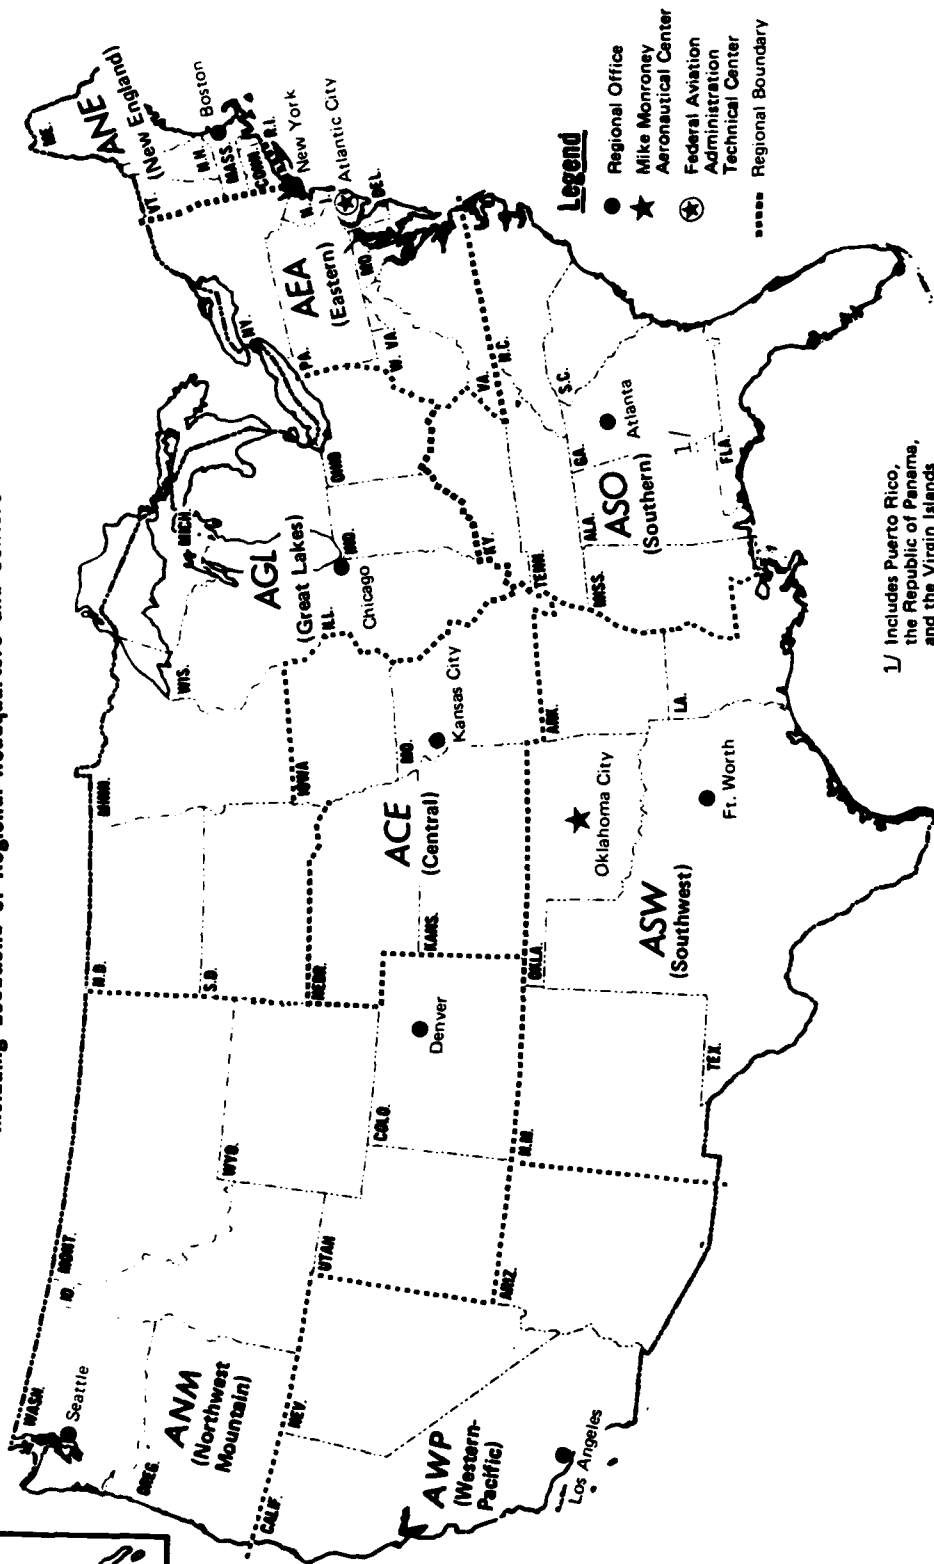 WASH.
Seattle
OREG.
ID.
MONT.
ANM
(Northwest
Mountain)
WYO.
NEV.
CALIF.
UTAH
COLO.
Denver
AWP
(Western-
Pacific)
Los Angeles
ARIZ.
N.M.
N.D.
S.D.
MINN.
NEBR.
IOWA
WIS.
MICH.
AGL
(Great Lakes)
ILL.
IND.
OHIO
Chicago
ACE
(Central)
KANS.
MO.
Kansas City
KY.
OKLA.
Oklahoma City
ARK.
TENN.
ASW
(Southwest)
TEX.
Ft. Worth
LA.
MISS.
ALA.
GA.
S.C.
N.C.
ASO
(Southern)
Atlanta
1/
FLA.
ME.
ANE
(New England)
VT.
N.H.
MASS.
CONN.
R.I.
Boston
NY.
New York
N.J.
Atlantic City
PA.
AEA
(Eastern)
MD.
DEL.
W. VA.
VA.
Legend
Regional Office
Mike Monroney
Aeronautical Center
Federal Aviation
Administration
Technical Center
Regional Boundary
1/ Includes Puerto Rico,
the Republic of Panama,
and the Virgin Islands